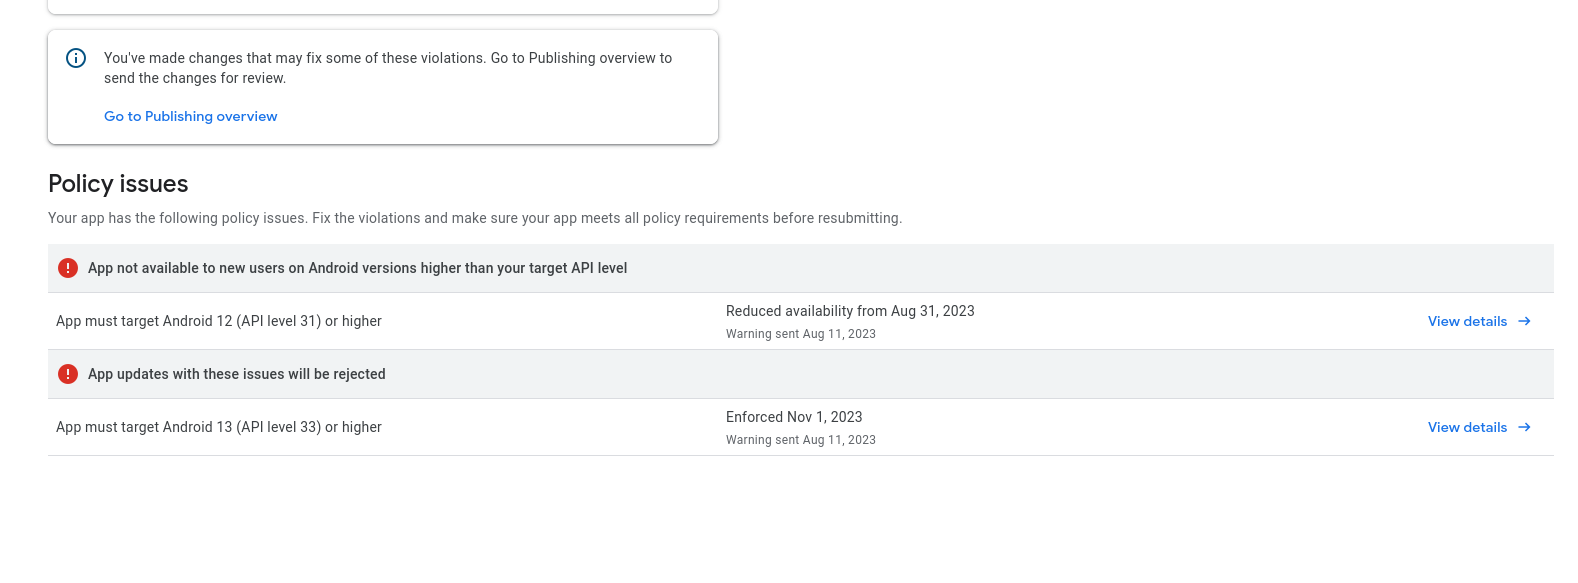 You've made changes that may fix some of these violations. Go to Publishing overview to
send the changes for review.
Go to Publishing overview
Policy issues
Your app has the following policy issues. Fix the violations and make sure your app meets all policy requirements before resubmitting.
App not available to new users on Android versions higher than your target API level
App must target Android 12 (API level 31) or higher
Reduced availability from Aug 31, 2023
Warning sent Aug 11, 2023
View details
App updates with these issues will be rejected
App must target Android 13 (API level 33) or higher
Enforced Nov 1, 2023
Warning sent Aug 11, 2023
View details